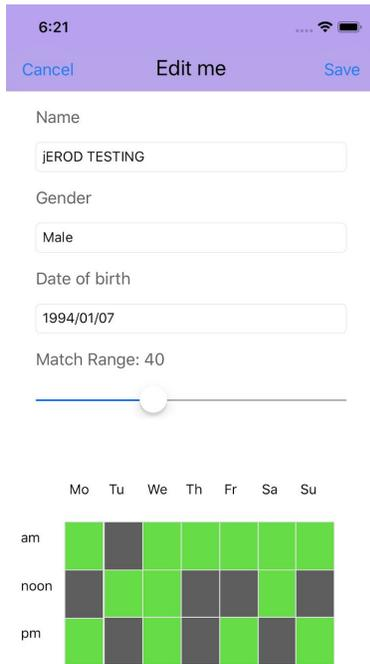 6:21
Cancel Edit me Save
Name
jEROD TESTING
Gender
Male
Date of birth
1994/01/07
Match Range: 40
Mo Tu We Th Fr Sa Su
am
noon
pm